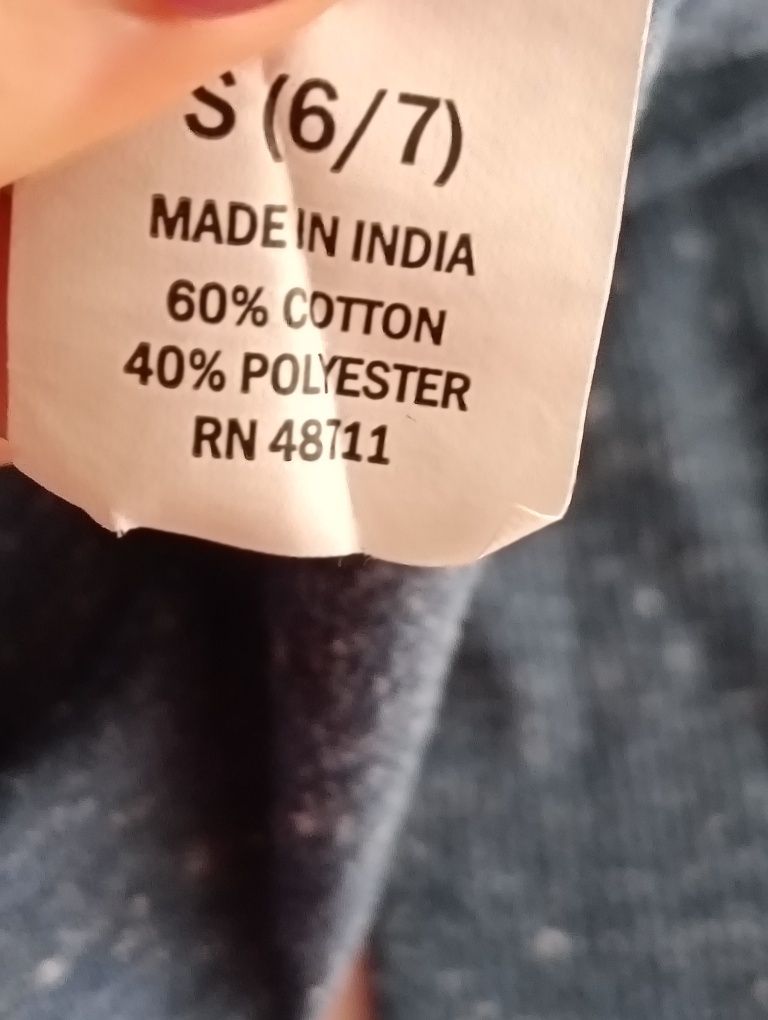 S (6/7)
MADE IN INDIA
60% COTTON
40% POLYESTER
RN 48711